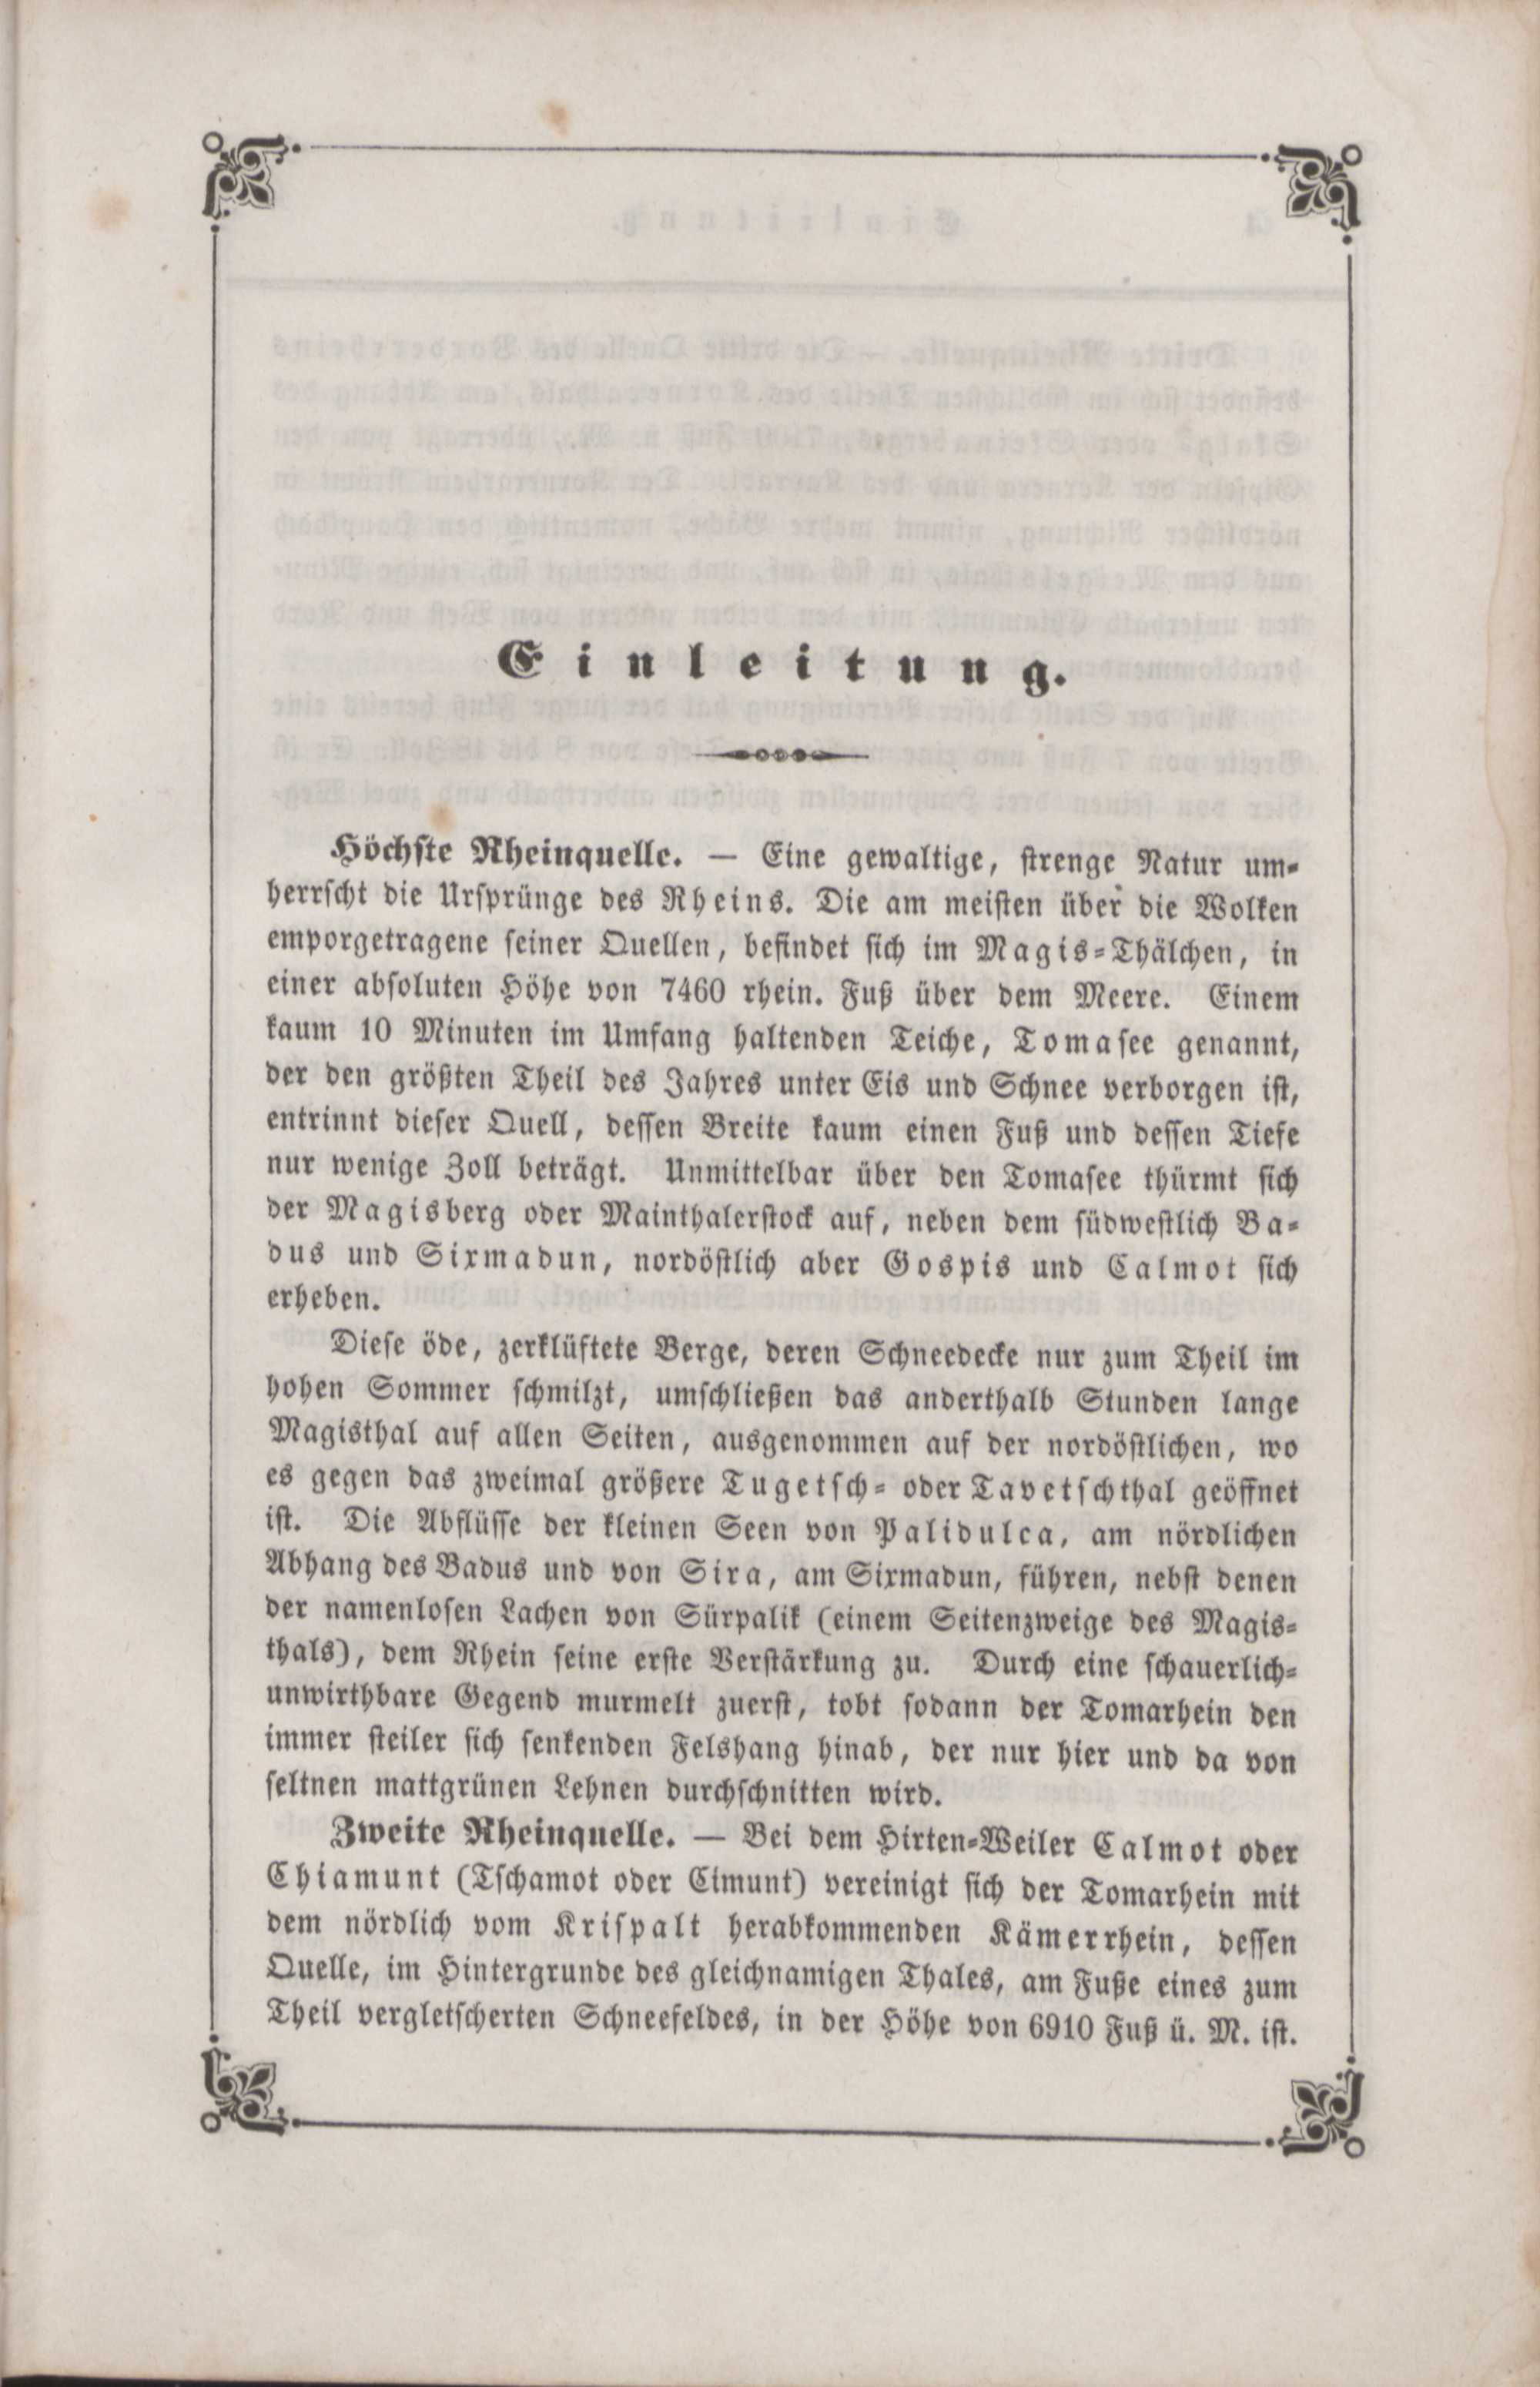 Einleitung.
Höchste Rheinquelle. — Eine gewaltige, strenge Natur um-
herrscht die Ursprünge des Rheins. Die am meisten über die Wolken
emporgetragene seiner Quellen, befindet sich im Magis-Thälchen, in
einer absoluten Höhe von 7460 rhein. Fuß über dem Meere. Einem
kaum 10 Minuten im Umfang haltenden Teiche, Tomasee genannt,
der den größten Theil des Jahres unter Eis und Schnee verborgen ist,
entrinnt dieser Quell, dessen Breite kaum einen Fuß und dessen Tiefe
nur wenige Zoll beträgt. Unmittelbar über den Tomasee thürmt sich
der Magisberg oder Mainthalerstock auf, neben dem südwestlich Ba-
dus und Sixmadun, nordöstlich aber Gospis und Calmot sich
erheben.
Diese öde, zerklüftete Berge, deren Schneedecke nur zum Theil im
hohen Sommer schmilzt, umschließen das anderthalb Stunden lange
Magisthal auf allen Seiten, ausgenommen auf der nordöstlichen, wo
es gegen das zweimal größere Tugetsch- oder Tavetschthal geöffnet
ist. Die Abflüsse der kleinen Seen von Palidulca, am nördlichen
Abhang des Badus und von Sira, am Sixmadun, führen, nebst denen
der namenlosen Lachen von Sürpalik (einem Seitenzweige des Magis-
thals), dem Rhein seine erste Verstärkung zu. Durch eine schauerlich-
unwirthbare Gegend murmelt zuerst, tobt sodann der Tomarhein den
immer steiler sich senkenden Felshang hinab, der nur hier und da von
seltnen mattgrünen Lehnen durchschnitten wird.
Zweite Rheinquelle. — Bei dem Hirten-Weiler Calmot oder
Chiamunt (Tschamot oder Cimunt) vereinigt sich der Tomarhein mit
dem nördlich vom Krispalt herabkommenden Kämerrhein, dessen
Quelle, im Hintergrunde des gleichnamigen Thales, am Fuße eines zum
Theil vergletscherten Schneefeldes, in der Höhe von 6910 Fuß ü. M. ist.